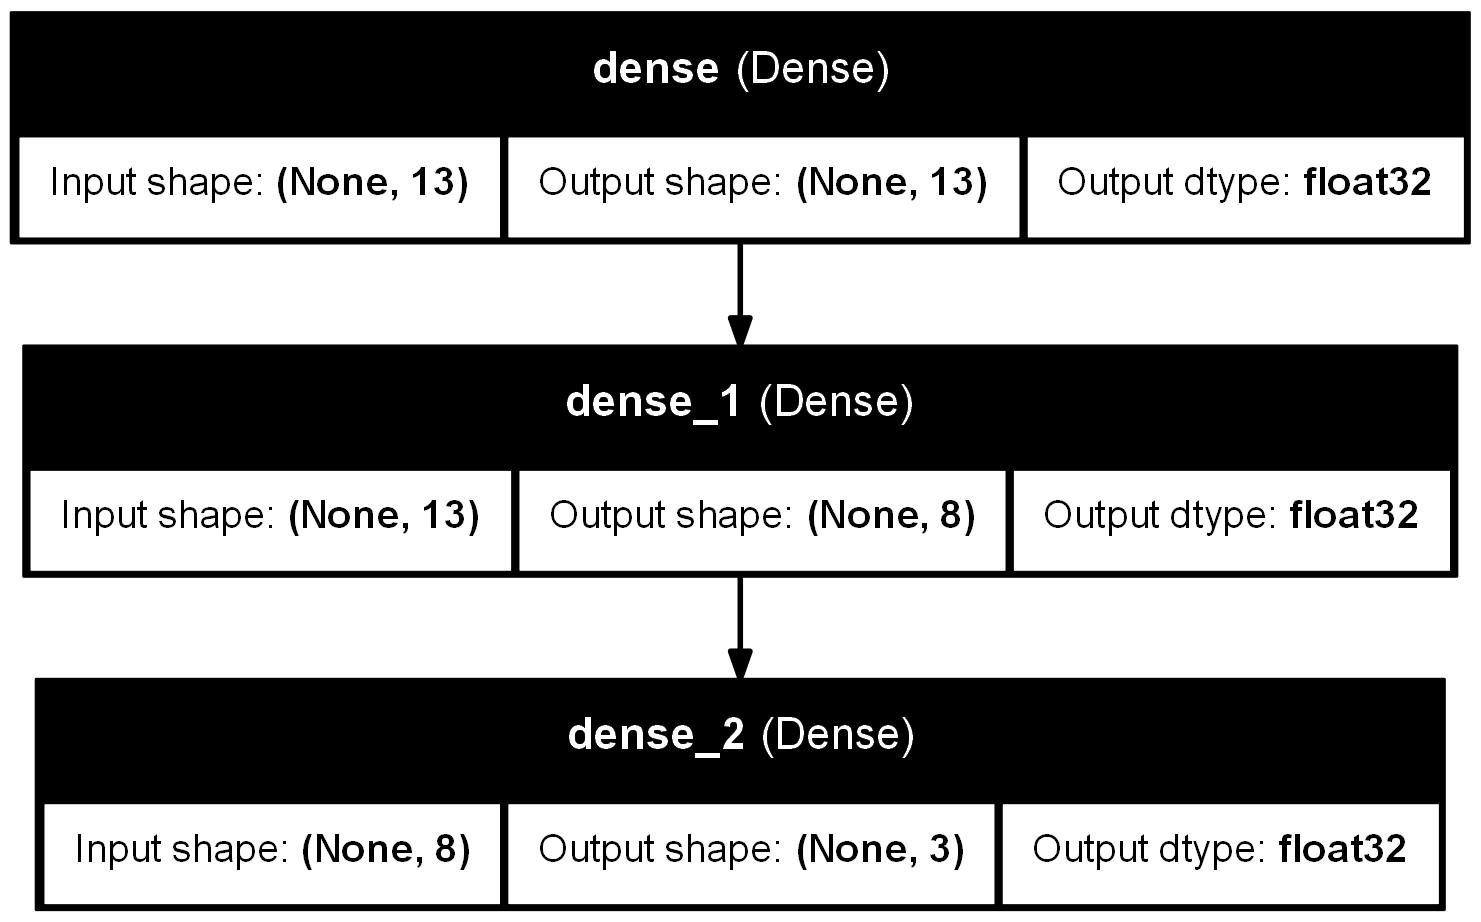 dense (Dense)
Input shape: (None, 13) Output shape: (None, 13) Output dtype: float32
dense_1 (Dense)
Input shape: (None, 13) Output shape: (None, 8) Output dtype: float32
dense_2 (Dense)
Input shape: (None, 8) Output shape: (None, 3) Output dtype: float32